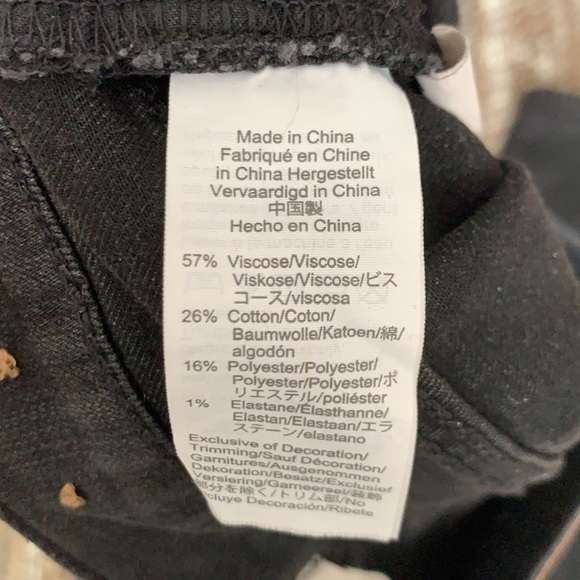 Made in China
Fabriqué en Chine
in China Hergestellt
Vervaardigd in China
中国製
Hecho en China
57% Viscose/Viscose/
Viskose/Viscose/ビス
コース/viscosa
26% Cotton/Coton/
Baumwolle/Katoen/綿/
algodón
16% Polyester/Polyester/
Polyester/Polyester/ポ
リエステル/poliéster
1% Elastane/Élasthanne/
Elastan/Elastaan/エラ
ステーン/elastano
Exclusive of Decoration/
Trimming/Sauf Décoration/
Garnitures/Ausgenommen
Dekoration/Besatz/Exclusief
Versiering/Garneersel/装飾
部分を除く/トリム部/No
Incluye Decoración/Ribete